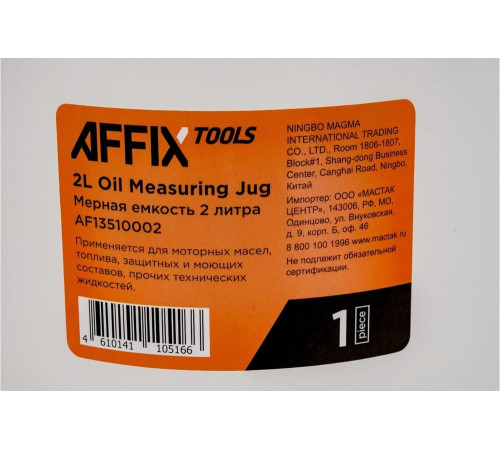 AFFIX TOOLS
2L Oil Measuring Jug
Мерная емкость 2 литра
AF13510002
Применяется для моторных масел,
топлива, защитных и моющих
составов, прочих технических
жидкостей.
4 610141 105166
NINGBO MAGMA
INTERNATIONAL TRADING
CO., LTD., Room 1806-1807,
Block#1, Shang-dong Business
Center, Canghai Road, Ningbo,
Китай
Импортер: ООО «МАСТАК
ЦЕНТР», 143006, РФ, МО,
Одинцово, ул. Внуковская,
д. 9, корп. Б, оф. 46
8 800 100 1996 www.mactak.ru
Не подлежит обязательной
сертификации.
1 piece